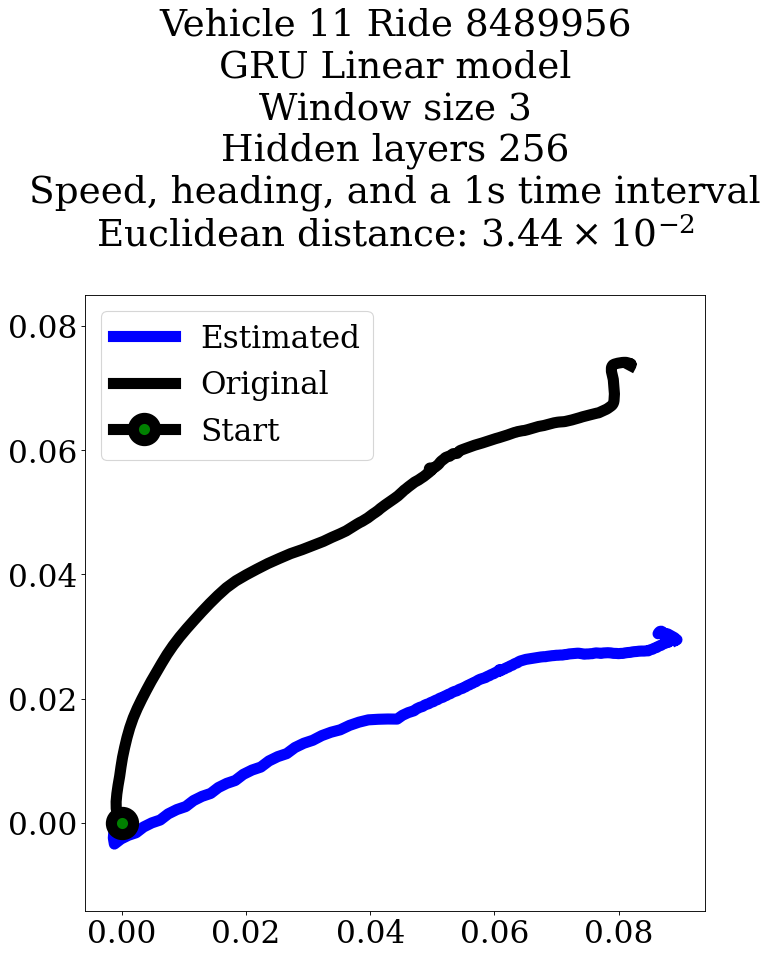 Vehicle 11 Ride 8489956
GRU Linear model
Window size 3
Hidden layers 256
Speed, heading, and a 1s time interval
Euclidean distance: 3.44 × 10⁻²
Estimated
Original
Start
0.08
0.06
0.04
0.02
0.00
0.00 0.02 0.04 0.06 0.08